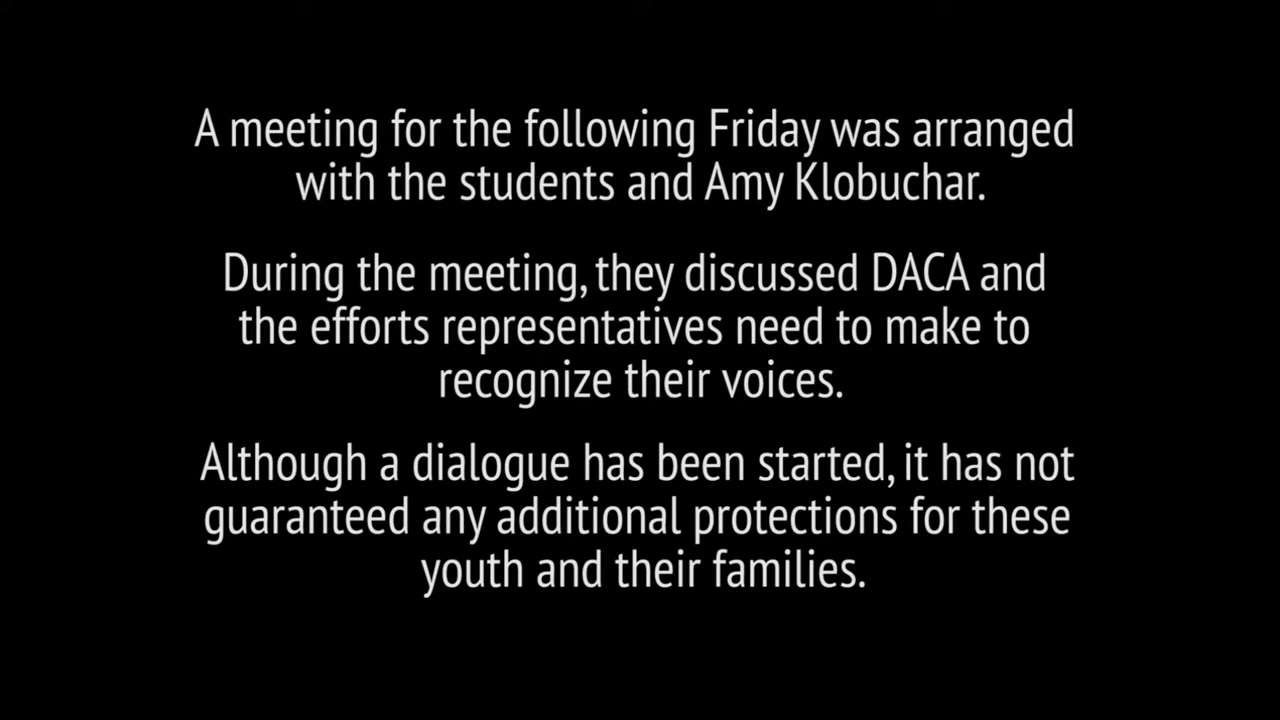 A meeting for the following Friday was arranged
with the students and Amy Klobuchar.
During the meeting, they discussed DACA and
the efforts representatives need to make to
recognize their voices.
Although a dialogue has been started, it has not
guaranteed any additional protections for these
youth and their families.